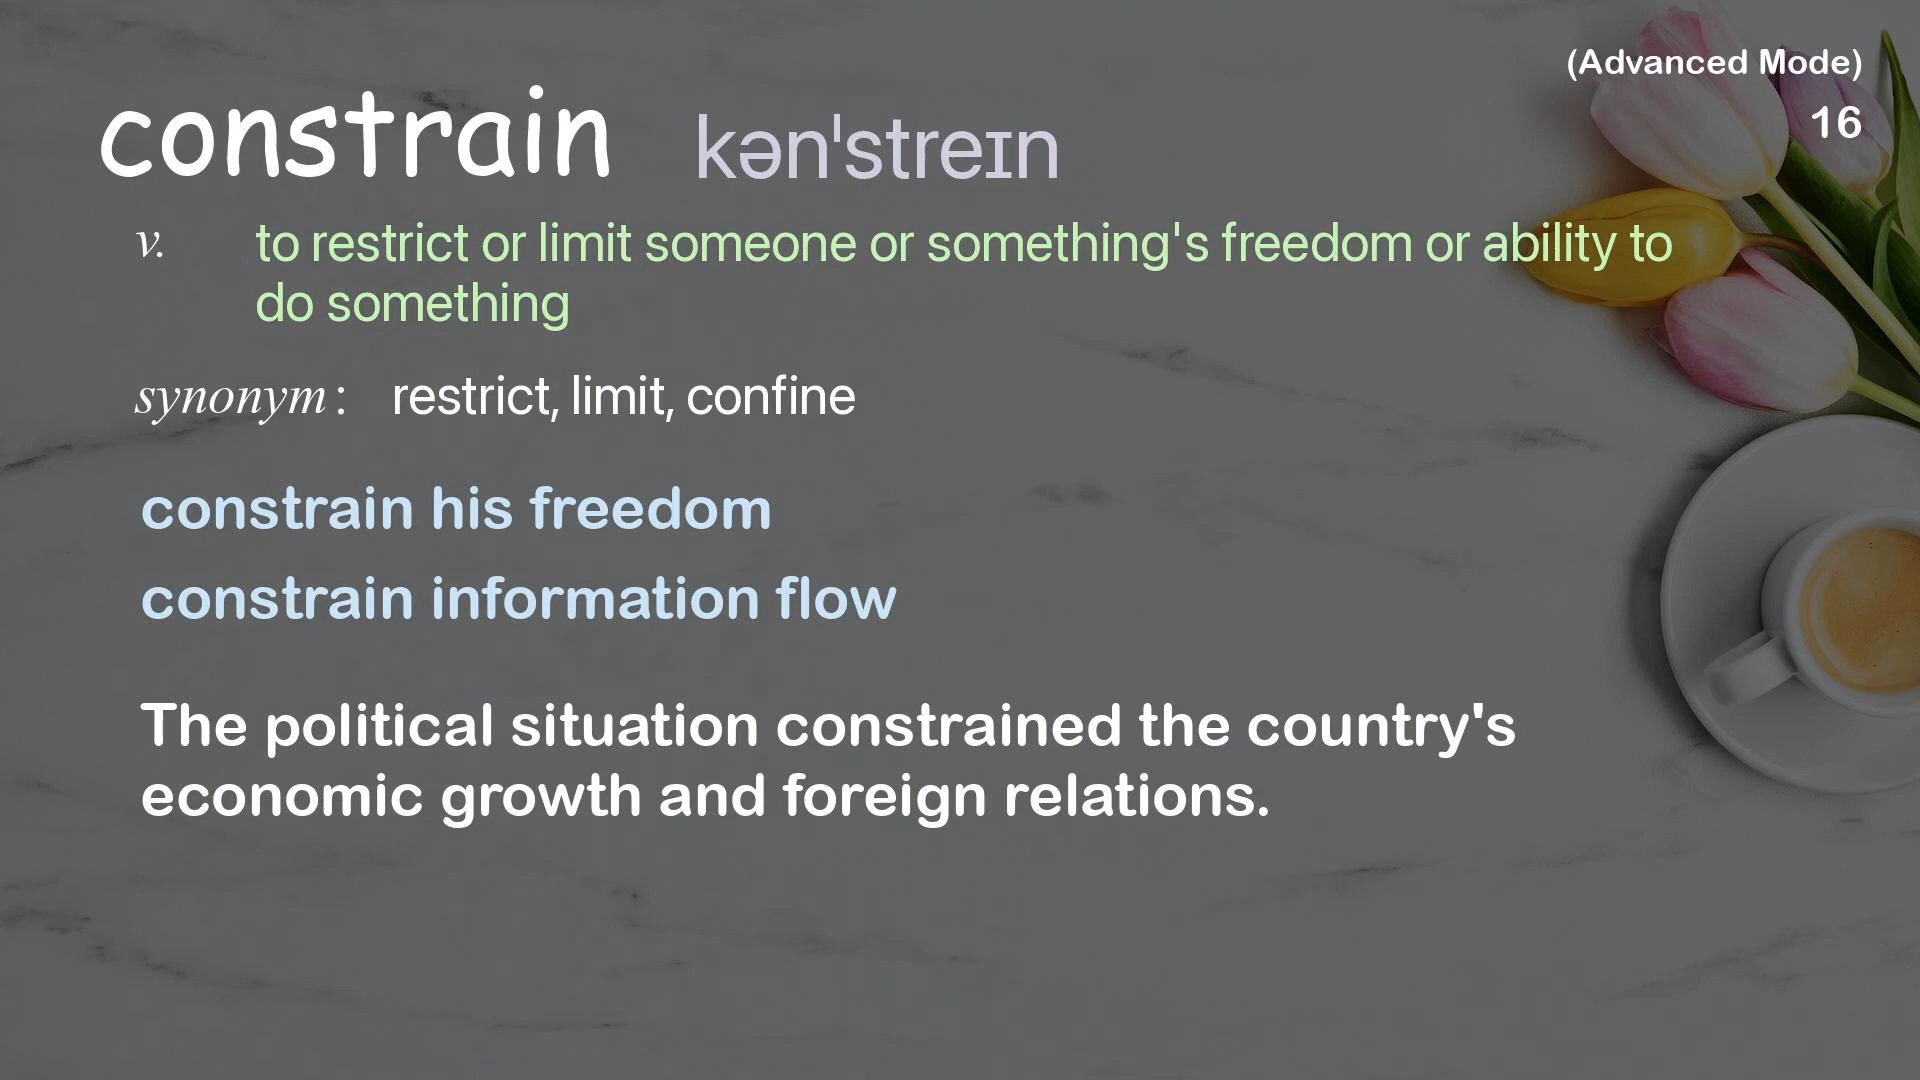 (Advanced Mode)
16
constrain kən'streɪn
v. to restrict or limit someone or something's freedom or ability to
do something
synonym : restrict, limit, confine
constrain his freedom
constrain information flow
The political situation constrained the country's
economic growth and foreign relations.